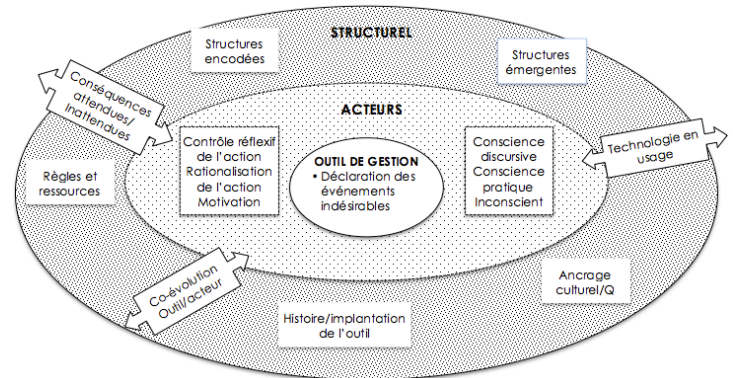 STRUCTUREL
Structures
encodées
Structures
émergentes
Conséquences
attendues/
Inattendues
ACTEURS
Contrôle réflexif
de l'action
Rationalisation
de l'action
Motivation
OUTIL DE GESTION
• Déclaration des
événements
indésirables
Conscience
discursive
Conscience
pratique
Inconscient
Technologie en
usage
Règles et
ressources
Co-évolution
Outil/acteur
Histoire/implantation
de l'outil
Ancrage
culturel/Q